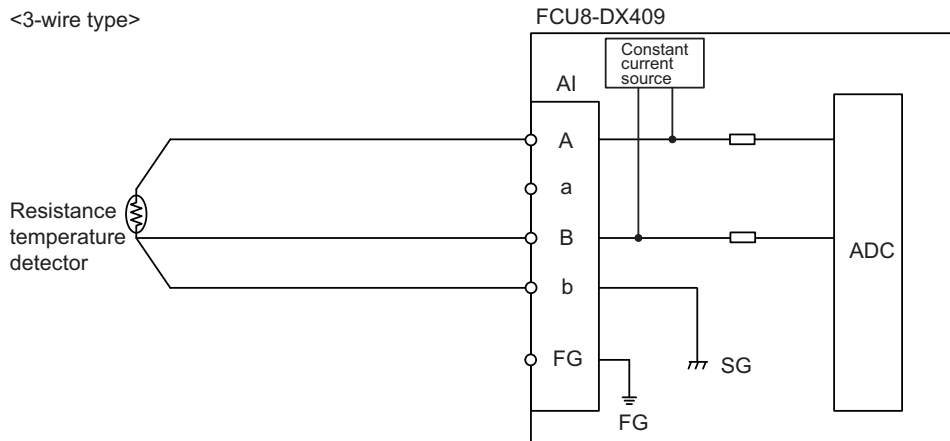 <3-wire type>
FCU8-DX409
Constant
current
source
AI
A
a
Resistance
temperature
detector
B
ADC
b
FG
SG
FG